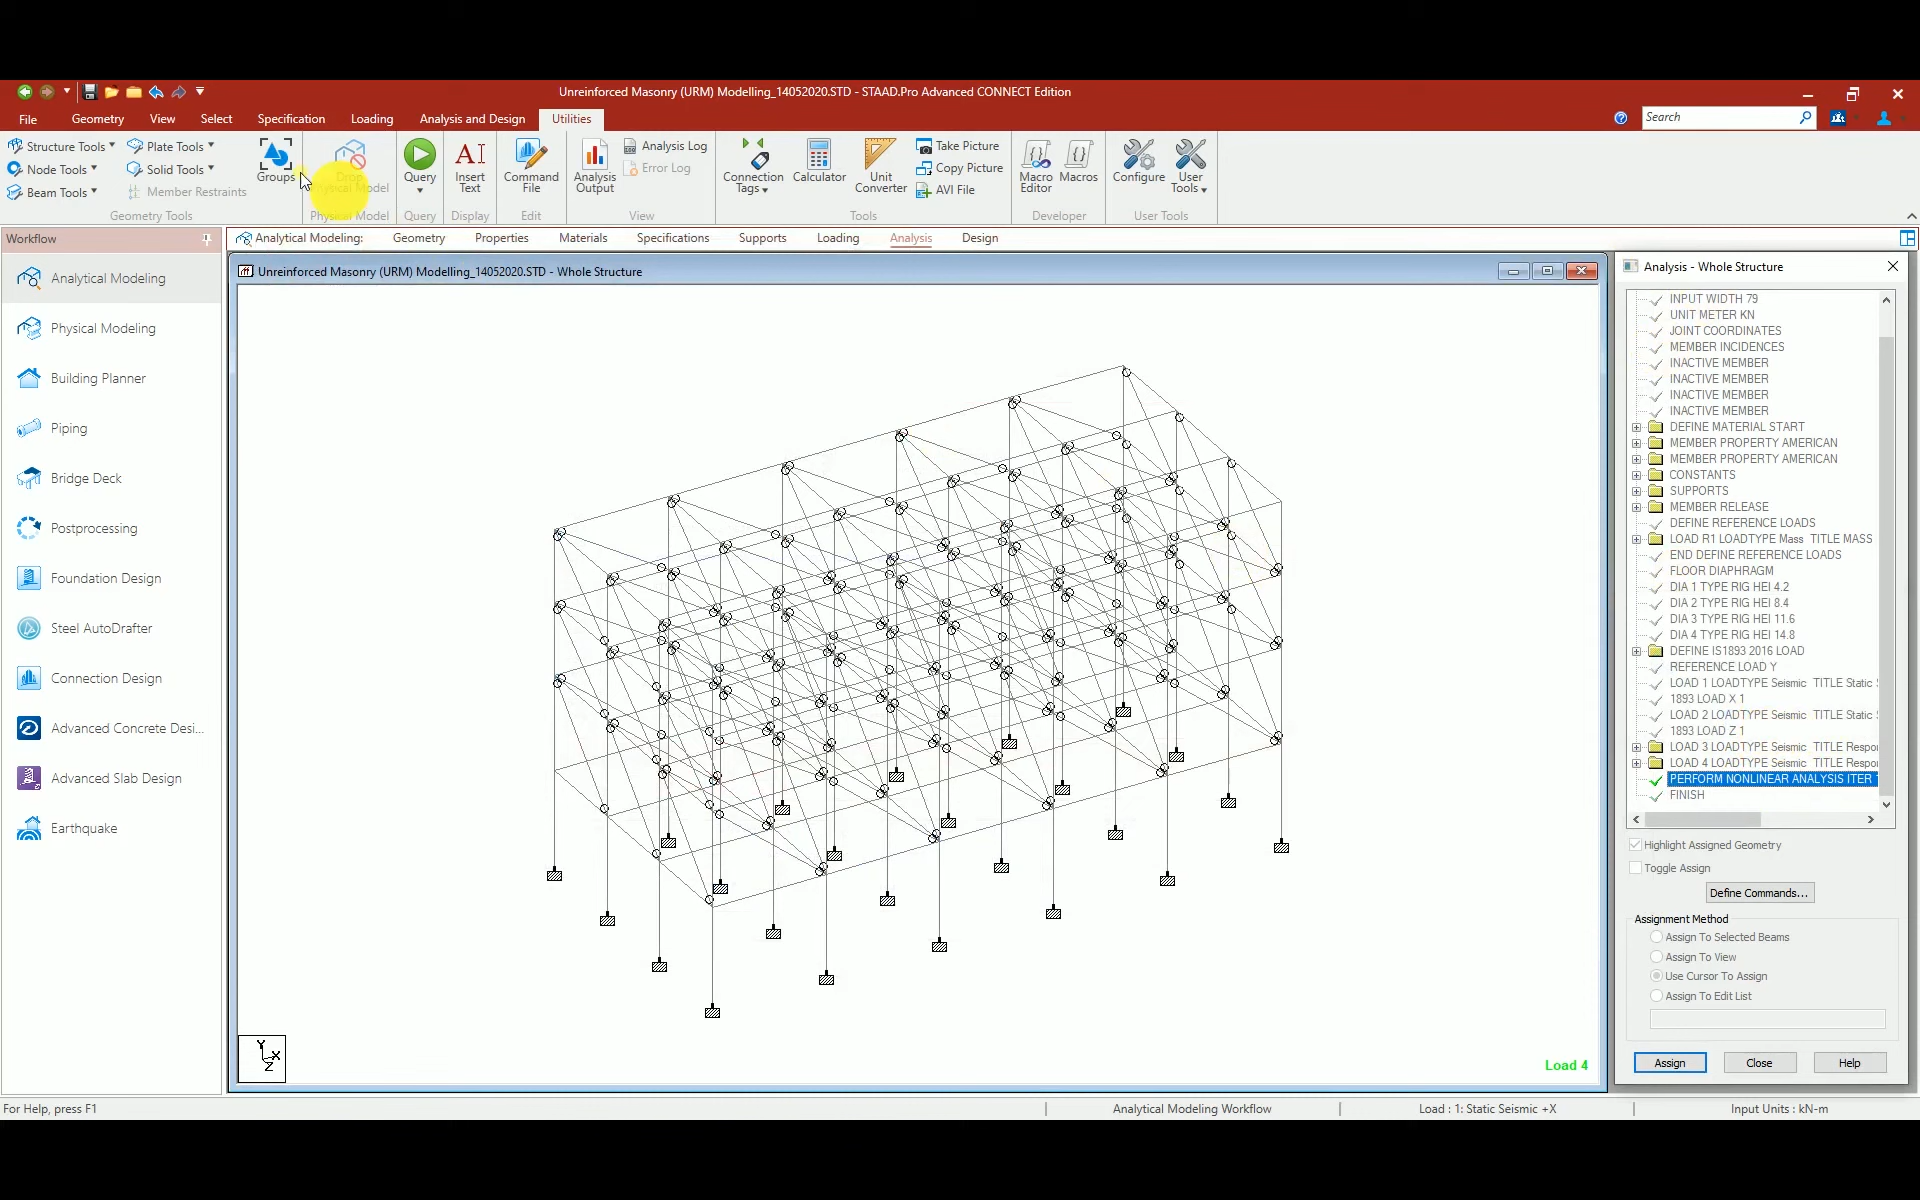 Unreinforced Masonry (URM) Modelling_14052020.STD - STAAD.Pro Advanced CONNECT Edition
File
Geometry
View
Select
Specification
Loading
Analysis and Design
Utilities
Search
Structure Tools
Plate Tools
Node Tools
Solid Tools
Beam Tools
Member Restraints
Groups
Geometry Tools
Physical Model
Query
Query
Insert Text
Display
Command File
Edit
Analysis Output
Analysis Log
Error Log
View
Connection Tags
Calculator
Unit Converter
Take Picture
Copy Picture
AVI File
Tools
Macro Editor
Macros
Developer
Configure
User Tools
User Tools
Workflow
Analytical Modeling:
Geometry
Properties
Materials
Specifications
Supports
Loading
Analysis
Design
Analytical Modeling
Physical Modeling
Building Planner
Piping
Bridge Deck
Postprocessing
Foundation Design
Steel AutoDrafter
Connection Design
Advanced Concrete Desi...
Advanced Slab Design
Earthquake
Unreinforced Masonry (URM) Modelling_14052020.STD - Whole Structure
Y
X
Z
Load 4
Analysis - Whole Structure
INPUT WIDTH 79
UNIT METER KN
JOINT COORDINATES
MEMBER INCIDENCES
INACTIVE MEMBER
INACTIVE MEMBER
INACTIVE MEMBER
INACTIVE MEMBER
DEFINE MATERIAL START
MEMBER PROPERTY AMERICAN
MEMBER PROPERTY AMERICAN
CONSTANTS
SUPPORTS
MEMBER RELEASE
DEFINE REFERENCE LOADS
LOAD R1 LOADTYPE Mass TITLE MASS
END DEFINE REFERENCE LOADS
FLOOR DIAPHRAGM
DIA 1 TYPE RIG HEI 4.2
DIA 2 TYPE RIG HEI 8.4
DIA 3 TYPE RIG HEI 11.6
DIA 4 TYPE RIG HEI 14.8
DEFINE IS1893 2016 LOAD
REFERENCE LOAD Y
LOAD 1 LOADTYPE Seismic TITLE Static
1893 LOAD X 1
LOAD 2 LOADTYPE Seismic TITLE Static
1893 LOAD Z 1
LOAD 3 LOADTYPE Seismic TITLE Respo
LOAD 4 LOADTYPE Seismic TITLE Respo
PERFORM NONLINEAR ANALYSIS ITER
FINISH
Highlight Assigned Geometry
Toggle Assign
Define Commands...
Assignment Method
Assign To Selected Beams
Assign To View
Use Cursor To Assign
Assign To Edit List
Assign
Close
Help
For Help, press F1
Analytical Modeling Workflow
Load : 1: Static Seismic +X
Input Units : kN-m